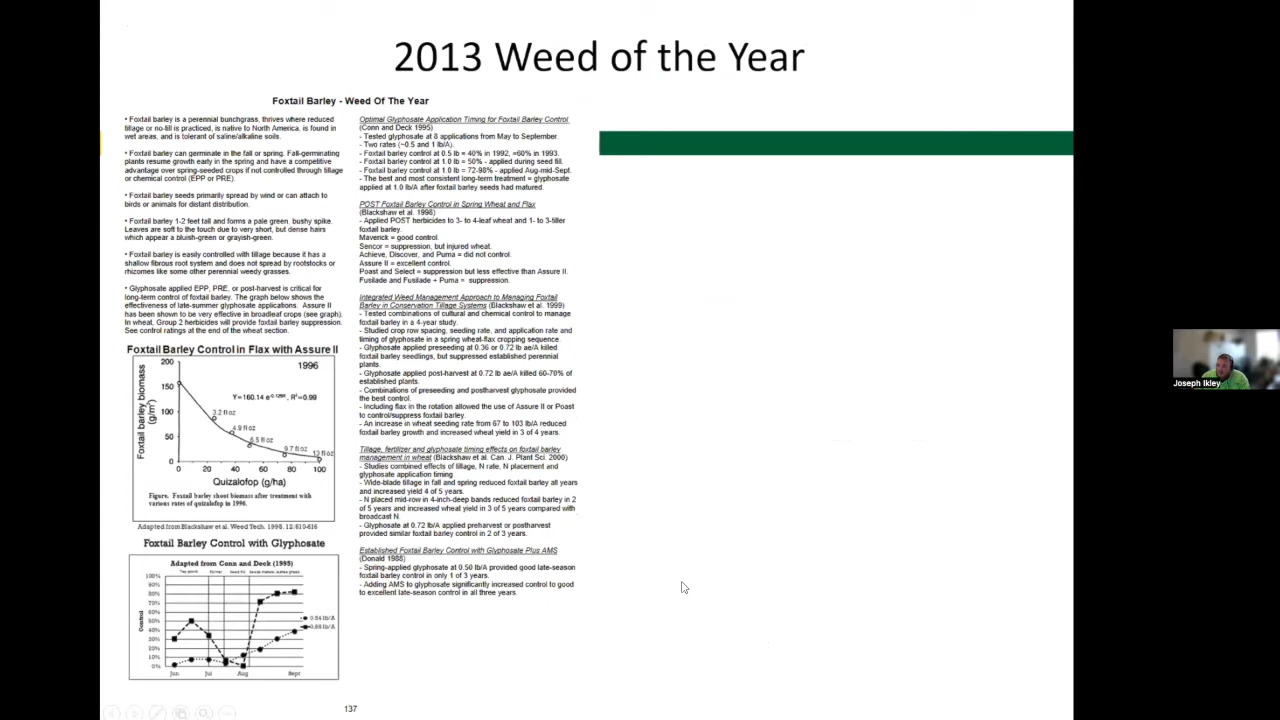 2013 Weed of the Year
Foxtail Barley - Weed Of The Year
• Foxtail barley is a perennial bunchgrass, thrives where reduced
tillage or no-till is practiced, is native to North America, is found in
wet areas, and is tolerant of saline/alkaline soils.
• Foxtail barley can germinate in the fall or spring. Fall-germinating
plants resume growth early in the spring and have a competitive
advantage over spring-seeded crops if not controlled through tillage
or chemical control (EPP or PRE).
• Foxtail barley seeds primarily spread by wind or can attach to
birds or animals for distant distribution.
• Foxtail barley 1-2 feet tall and forms a pale green, bushy spike.
Leaves are soft to the touch due to very short, but dense hairs
which appear a bluish-green or grayish-green.
• Foxtail barley is easily controlled with tillage because it has a
shallow fibrous root system and does not spread by rootstocks or
rhizomes like some other perennial weedy grasses.
• Glyphosate applied EPP, PRE, or post-harvest is critical for
long-term control of foxtail barley. The graph below shows the
effectiveness of late-summer glyphosate applications. Assure II
has been shown to be very effective in broadleaf crops (see graph).
In wheat, Group 2 herbicides will provide foxtail barley suppression.
See control ratings at the end of the wheat section.
Foxtail Barley Control in Flax with Assure II
1996
Foxtail barley biomass
(g/m²)
200
150
100
50
0
Y=160.14 e
, R²=0.99
3.2 fl oz
4.9 fl oz
6.5 fl oz
9.7 fl oz
13 fl oz
0 20 40 60 80 100
Quizalofop (g/ha)
Figure. Foxtail barley shoot biomass after treatment with
various rates of quizalofop in 1996.
Adapted from Blackshaw et al. Weed Tech. 1998. 12:610-616
Foxtail Barley Control with Glyphosate
Adapted from Conn and Deck (1995)
Control
100%
90%
80%
70%
60%
50%
40%
30%
20%
10%
0%
Jun Jul Aug Sept
Optimal Glyphosate Application Timing for Foxtail Barley Control
(Conn and Deck 1995)
- Tested glyphosate at 8 applications from May to September.
- Two rates (~0.5 and 1 lb/A).
- Foxtail barley control at 0.5 lb = 40% in 1992, =60% in 1993.
- Foxtail barley control at 1.0 lb = 50% - applied during seed fill.
- Foxtail barley control at 1.0 lb = 72-98% - applied Aug-mid-Sept.
- The best and most consistent long-term treatment = glyphosate
applied at 1.0 lb/A after foxtail barley seeds had matured.
POST Foxtail Barley Control in Spring Wheat and Flax
(Blackshaw et al. 1998)
- Applied POST herbicides to 3- to 4-leaf wheat and 1- to 3-tiller
foxtail barley.
Maverick = good control.
Sencor = suppression, but injured wheat.
Achieve, Discover, and Puma = did not control.
Assure II = excellent control.
Poast and Select = suppression but less effective than Assure II.
Fusilade and Fusilade + Puma = suppression.
Integrated Weed Management Approach to Managing Foxtail
Barley in Conservation Tillage Systems (Blackshaw et al. 1999)
- Tested combinations of cultural and chemical control to manage
foxtail barley in a 4-year study.
- Studied crop row spacing, seeding rate, and application rate and
timing of glyphosate in a spring wheat-flax cropping sequence.
- Glyphosate applied preseeding at 0.36 or 0.72 lb ae/A killed
foxtail barley seedlings, but suppressed established perennial
plants.
- Glyphosate applied post-harvest at 0.72 lb ae/A killed 60-70% of
established plants.
- Combinations of preseeding and postharvest glyphosate provided
the best control.
- Including flax in the rotation allowed the use of Assure II or Poast
to control/suppress foxtail barley.
- An increase in wheat seeding rate from 67 to 103 lb/A reduced
foxtail barley growth and increased wheat yield in 3 of 4 years.
Tillage, fertilizer and glyphosate timing effects on foxtail barley
management in wheat (Blackshaw et al. Can. J. Plant Sci. 2000)
- Studies combined effects of tillage, N rate, N placement and
glyphosate application timing
- Wide-blade tillage in fall and spring reduced foxtail barley all years
and increased yield 4 of 5 years.
- N placed mid-row in 4-inch-deep bands reduced foxtail barley in 2
of 5 years and increased wheat yield in 3 of 5 years compared with
broadcast N.
- Glyphosate at 0.72 lb/A applied preharvest or postharvest
provided similar foxtail barley control in 2 of 3 years.
Established Foxtail Barley Control with Glyphosate Plus AMS
(Donald 1988)
- Spring-applied glyphosate at 0.50 lb/A provided good late-season
foxtail barley control in only 1 of 3 years.
- Adding AMS to glyphosate significantly increased control to good
to excellent late-season control in all three years
137
Joseph Ikley